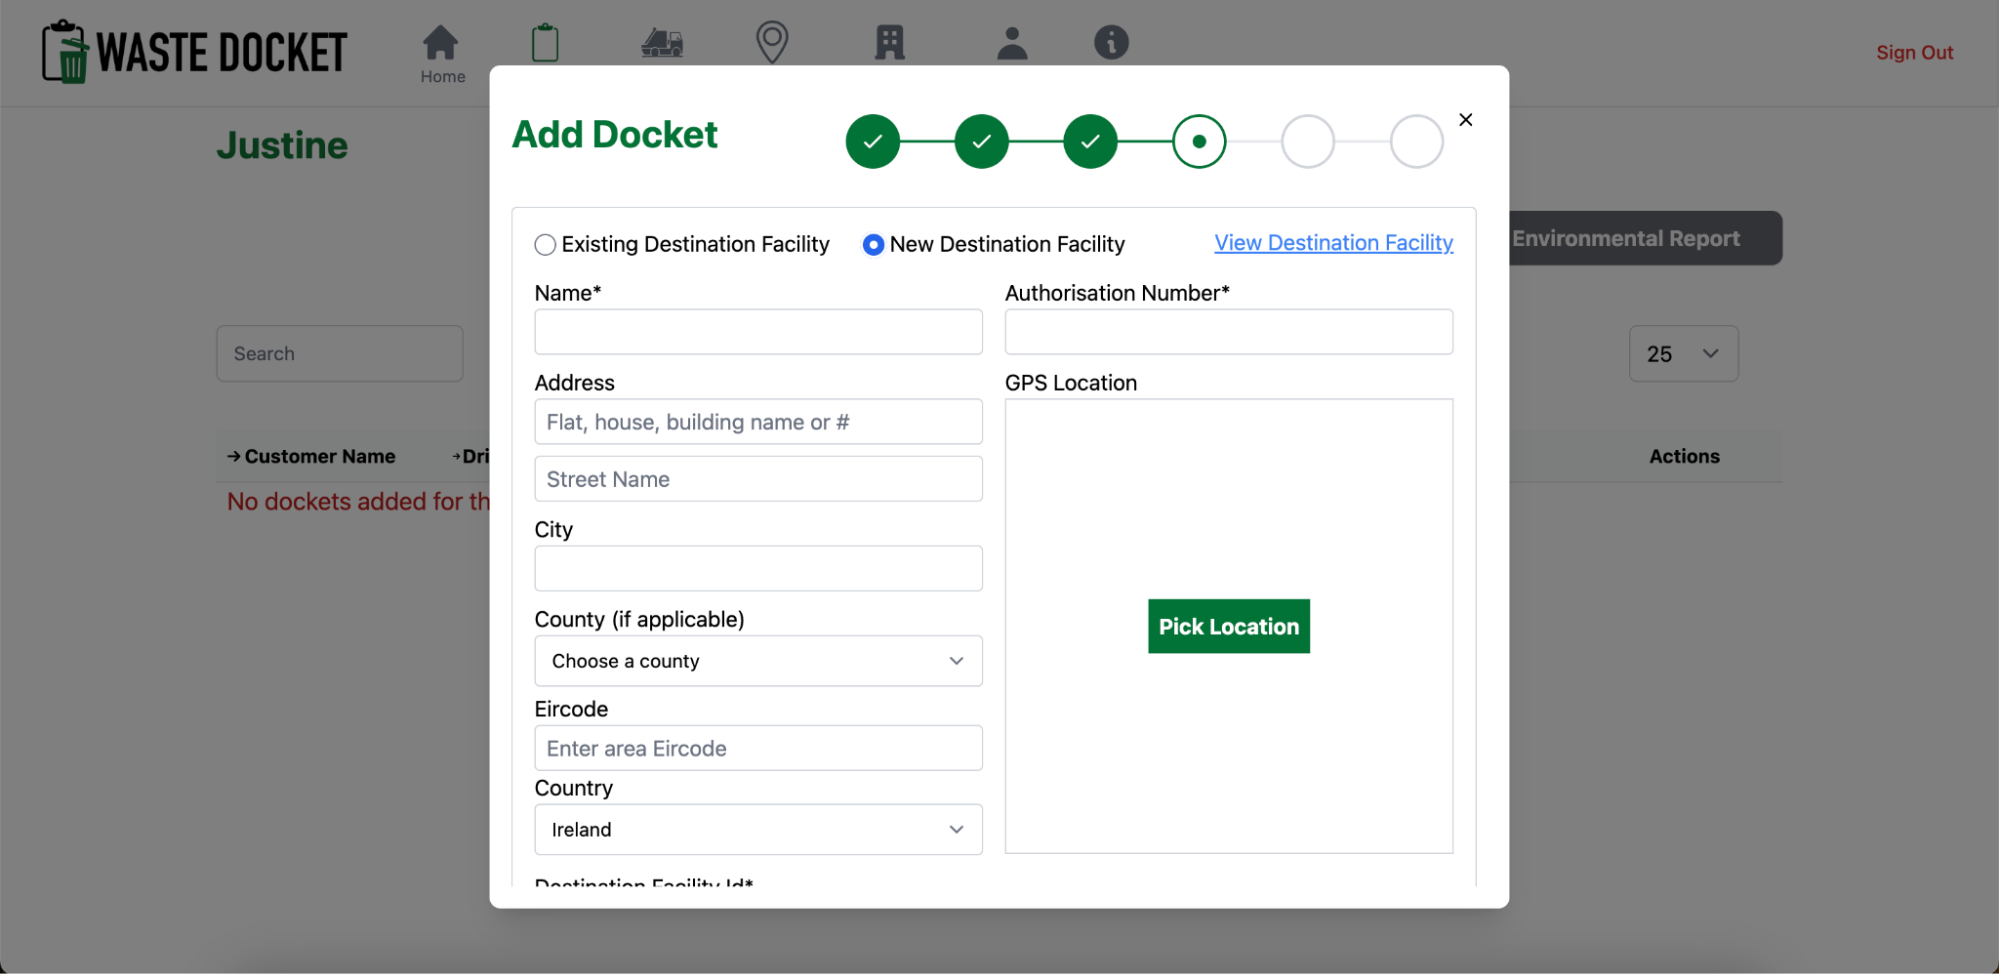 WASTE DOCKET
Home
Sign Out
Justine
Add Docket
Environmental Report
Existing Destination Facility
New Destination Facility
View Destination Facility
Name*
Authorisation Number*
Search
25
Address
GPS Location
Flat, house, building name or #
Street Name
Customer Name
Dri
Actions
No dockets added for th
City
County (if applicable)
Pick Location
Choose a county
Eircode
Enter area Eircode
Country
Ireland
Destination Facility Id*